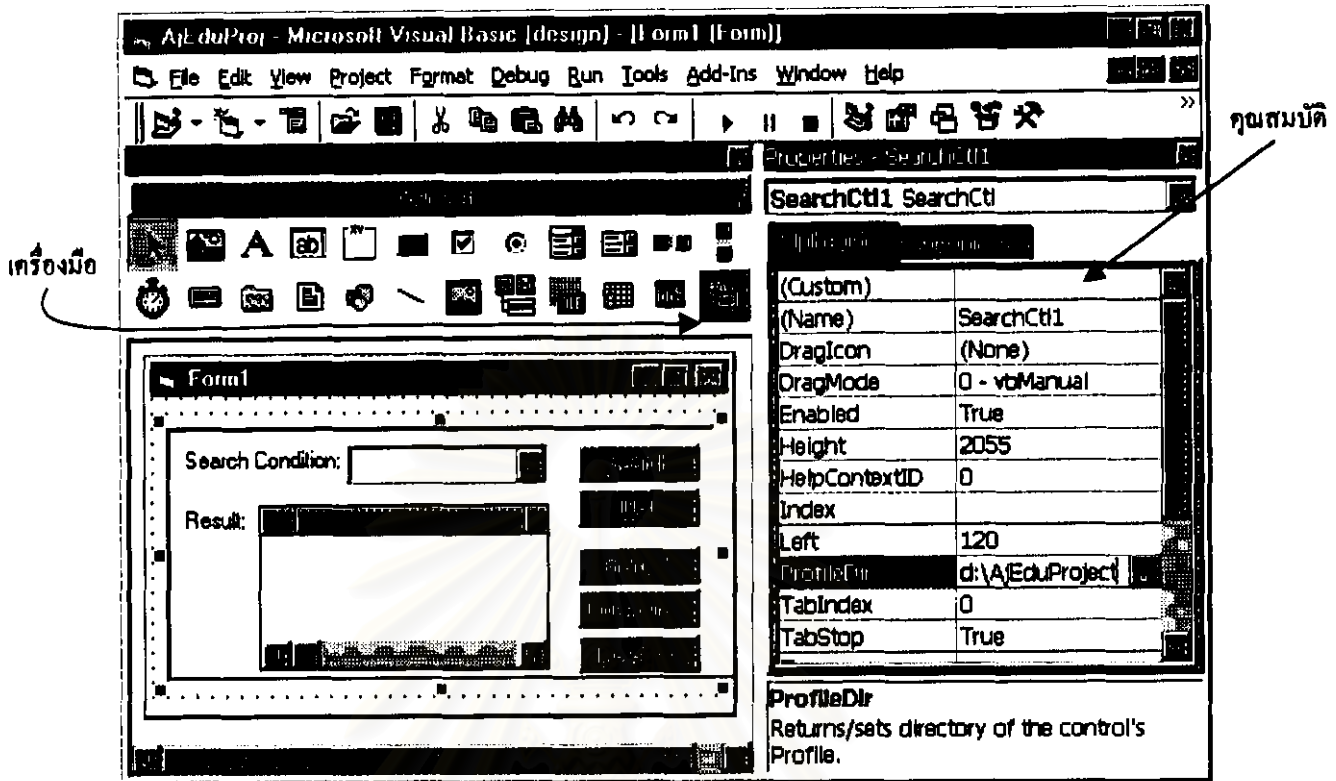 AjEduProj - Microsoft Visual Basic [design] - [Form1 (Form)]
File Edit View Project Format Debug Run Tools Add-Ins Window Help
คุณสมบัติ
Properties - SearchCtl1
General
SearchCtl1 SearchCtl
เครื่องมือ
(Custom)
(Name) SearchCtl1
DragIcon (None)
DragMode 0 - vbManual
Enabled True
Height 2055
HelpContextID 0
Index
Left 120
ProfileDir d:\AjEduProject
TabIndex 0
TabStop True
Form1
Search Condition:
Result:
Search
ProfileDir
Returns/sets directory of the control's
Profile.